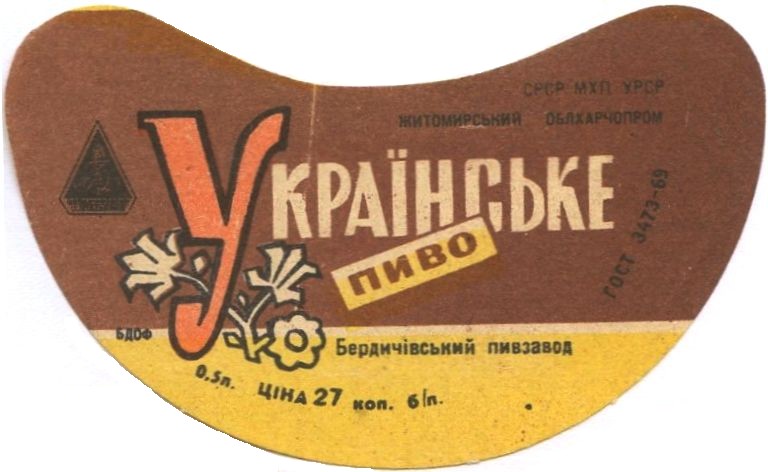 СРСР МХП УРСР
ЖИТОМИРСЬКИЙ ОБЛХАРЧОПРОМ
УКРАЇНСЬКЕ
ПИВО
ГОСТ 3473-69
БДОФ
Бердичівський пивзавод
0,5л. ЦІНА 27 коп. б/п.